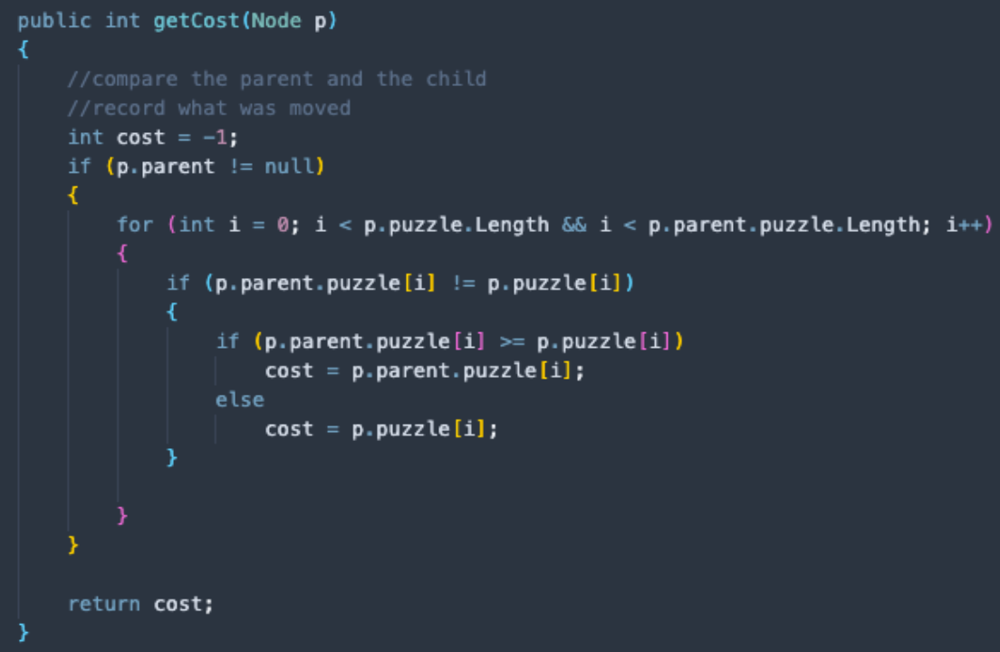 public int getCost(Node p)
{
    //compare the parent and the child
    //record what was moved
    int cost = -1;
    if (p.parent != null)
    {
        for (int i = 0; i < p.puzzle.Length && i < p.parent.puzzle.Length; i++)
        {
            if (p.parent.puzzle[i] != p.puzzle[i])
            {
                if (p.parent.puzzle[i] >= p.puzzle[i])
                    cost = p.parent.puzzle[i];
                else
                    cost = p.puzzle[i];
            }

        }
    }

    return cost;
}